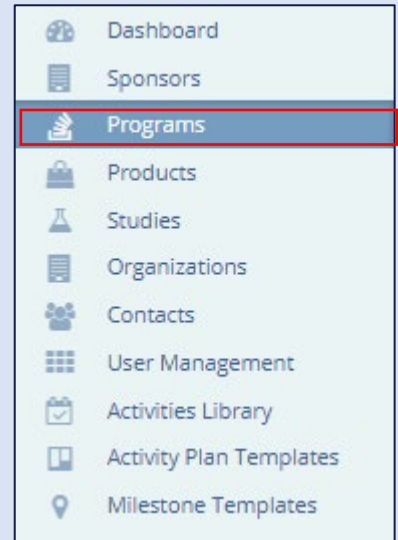 Dashboard
Sponsors
Programs
Products
Studies
Organizations
Contacts
User Management
Activities Library
Activity Plan Templates
Milestone Templates